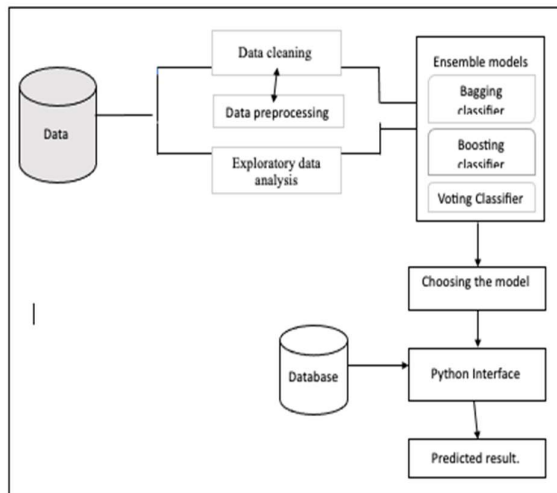 Data cleaning
Ensemble models
Bagging
classifier
Data
Data preprocessing
Boosting
classifier
Exploratory data
analysis
Voting Classifier
Choosing the model
Database
Python Interface
Predicted result.